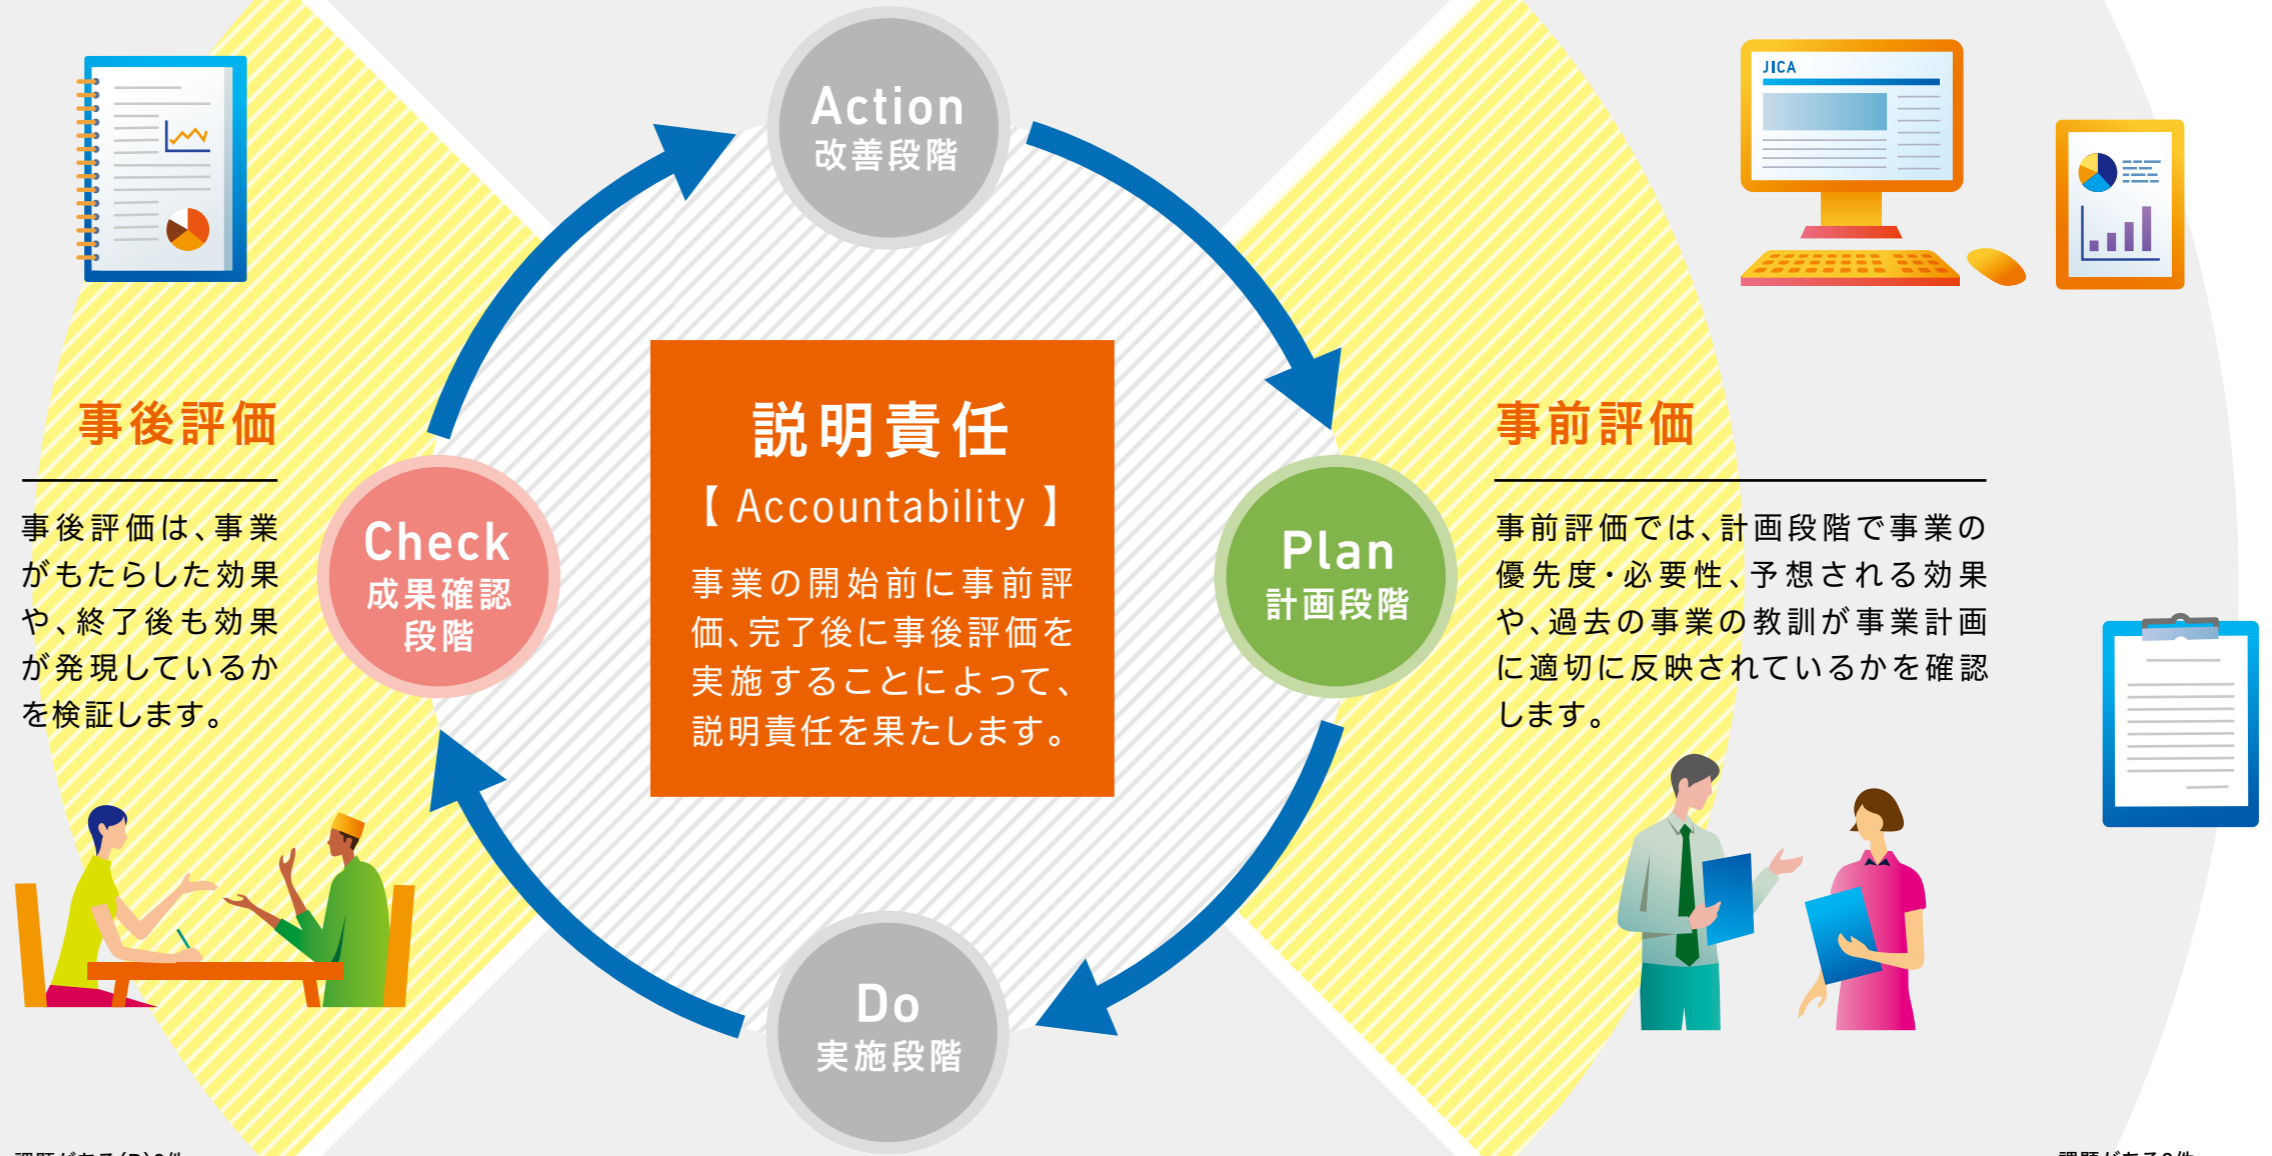 Action
改善段階
JICA
事後評価
事後評価は、事業
がもたらした効果
や、終了後も効果
が発現しているか
を検証します。
Check
成果確認
段階
説明責任
【 Accountability 】
事業の開始前に事前評
価、完了後に事後評価を
実施することによって、
説明責任を果たします。
Plan
計画段階
事前評価
事前評価では、計画段階で事業の
優先度・必要性、予想される効果
や、過去の事業の教訓が事業計画
に適切に反映されているかを確認
します。
Do
実施段階